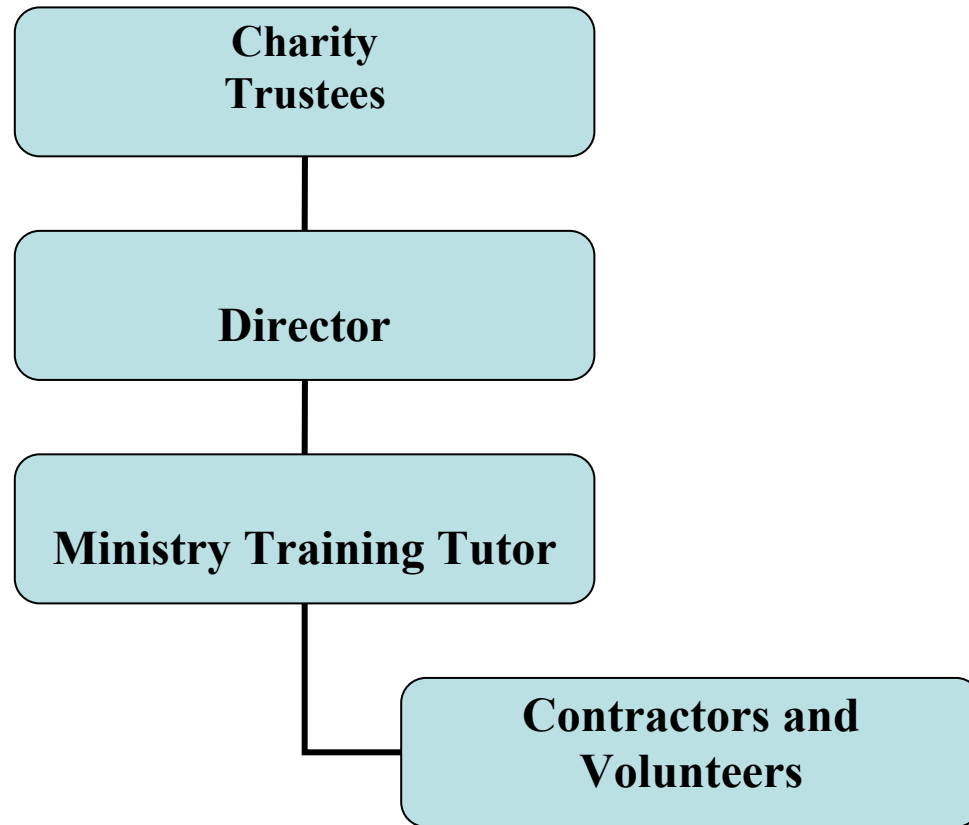 Charity
Trustees
Director
Ministry Training Tutor
Contractors and
Volunteers